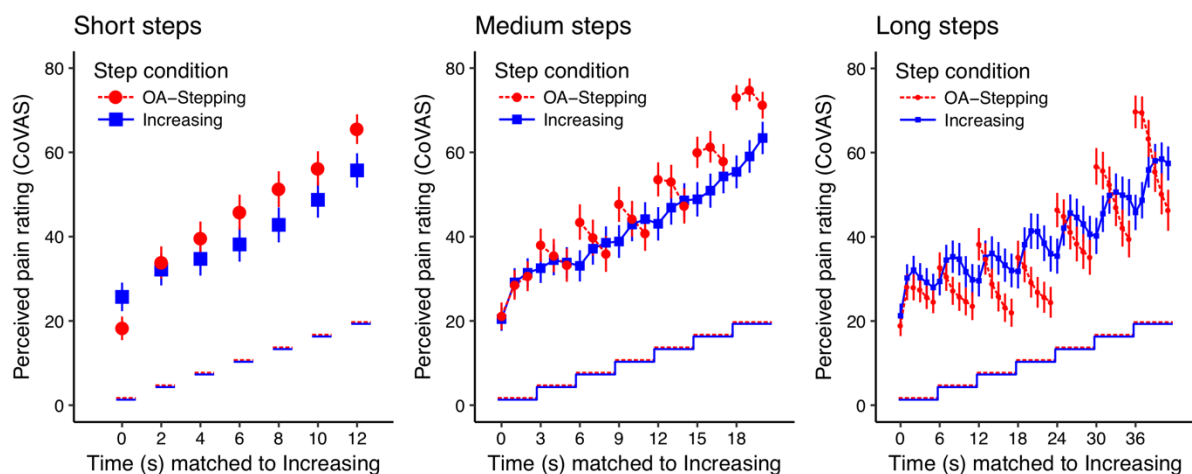 Short steps
Step condition
OA−Stepping
Increasing
Perceived pain rating (CoVAS)
80
60
40
20
0
0 2 4 6 8 10 12
Time (s) matched to Increasing
Medium steps
Step condition
OA−Stepping
Increasing
Perceived pain rating (CoVAS)
80
60
40
20
0
0 3 6 9 12 15 18
Time (s) matched to Increasing
Long steps
Step condition
OA−Stepping
Increasing
Perceived pain rating (CoVAS)
80
60
40
20
0
0 6 12 18 24 30 36
Time (s) matched to Increasing